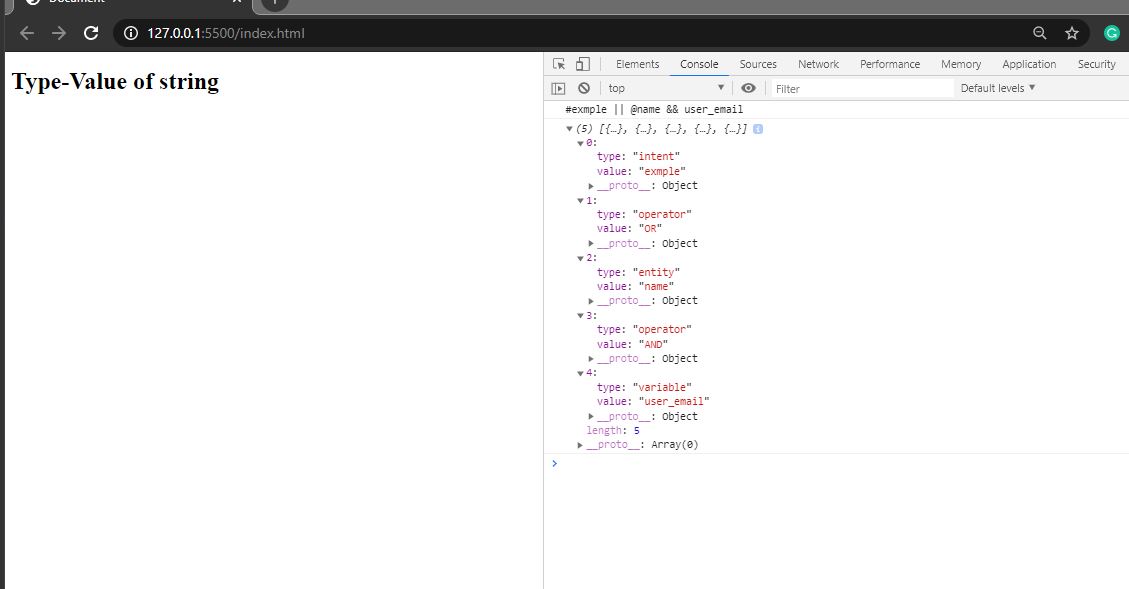 Document
127.0.0.1:5500/index.html
Type-Value of string
Elements Console Sources Network Performance Memory Application Security
top Filter Default levels
#exmple || @name && user_email
(5) [{…}, {…}, {…}, {…}, {…}]
0:
type: "intent"
value: "exmple"
__proto__: Object
1:
type: "operator"
value: "OR"
__proto__: Object
2:
type: "entity"
value: "name"
__proto__: Object
3:
type: "operator"
value: "AND"
__proto__: Object
4:
type: "variable"
value: "user_email"
__proto__: Object
length: 5
__proto__: Array(0)